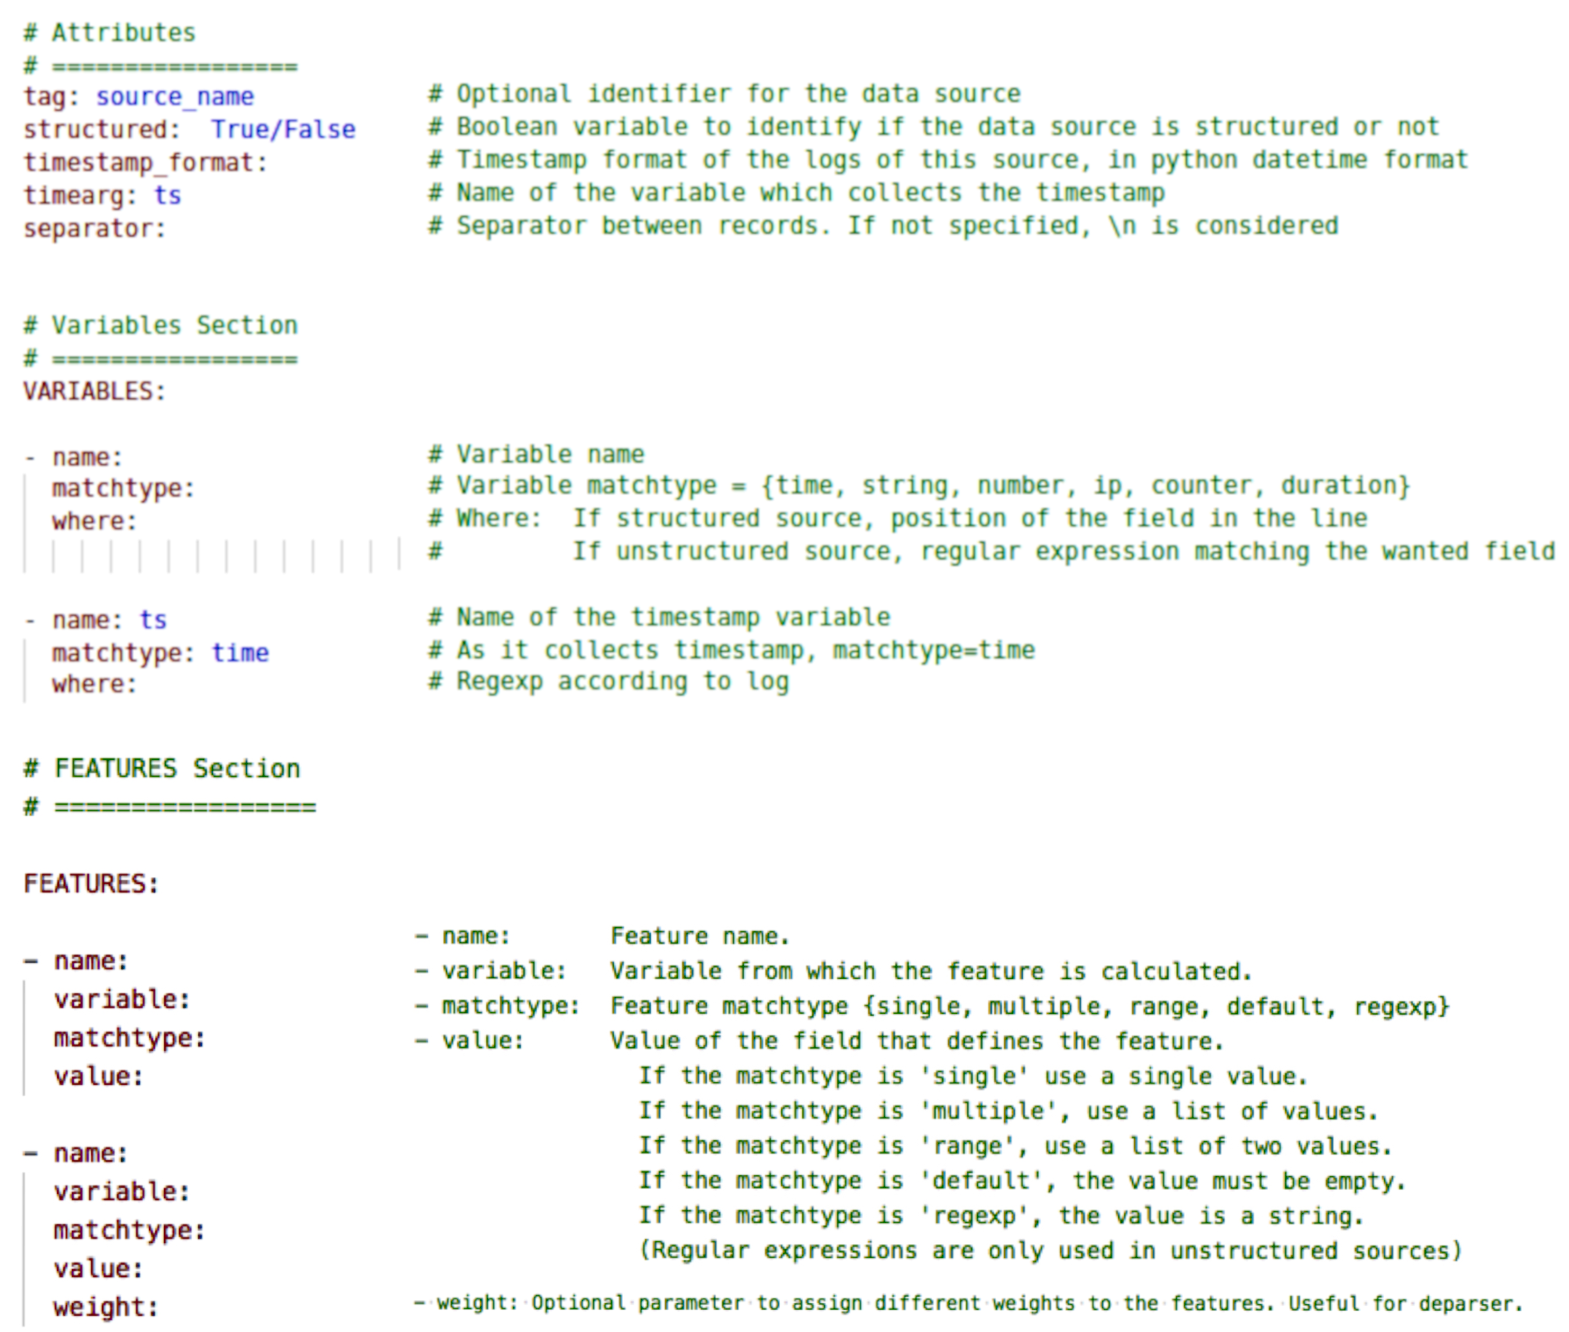 # Attributes
# =================
tag: source_name # Optional identifier for the data source
structured: True/False # Boolean variable to identify if the data source is structured or not
timestamp_format: # Timestamp format of the logs of this source, in python datetime format
timearg: ts # Name of the variable which collects the timestamp
separator: # Separator between records. If not specified, \n is considered
# Variables Section
# =================
VARIABLES:
- name: # Variable name
matchtype: # Variable matchtype = {time, string, number, ip, counter, duration}
where: # Where: If structured source, position of the field in the line
# If unstructured source, regular expression matching the wanted field
- name: ts # Name of the timestamp variable
matchtype: time # As it collects timestamp, matchtype=time
where: # Regexp according to log
# FEATURES Section
# =================
FEATURES:
- name:
variable:
matchtype:
value:
- name:
variable:
matchtype:
value:
weight:
- name: Feature name.
- variable: Variable from which the feature is calculated.
- matchtype: Feature matchtype {single, multiple, range, default, regexp}
- value: Value of the field that defines the feature.
If the matchtype is 'single' use a single value.
If the matchtype is 'multiple', use a list of values.
If the matchtype is 'range', use a list of two values.
If the matchtype is 'default', the value must be empty.
If the matchtype is 'regexp', the value is a string.
(Regular expressions are only used in unstructured sources)
- weight: Optional parameter to assign different weights to the features. Useful for deparser.